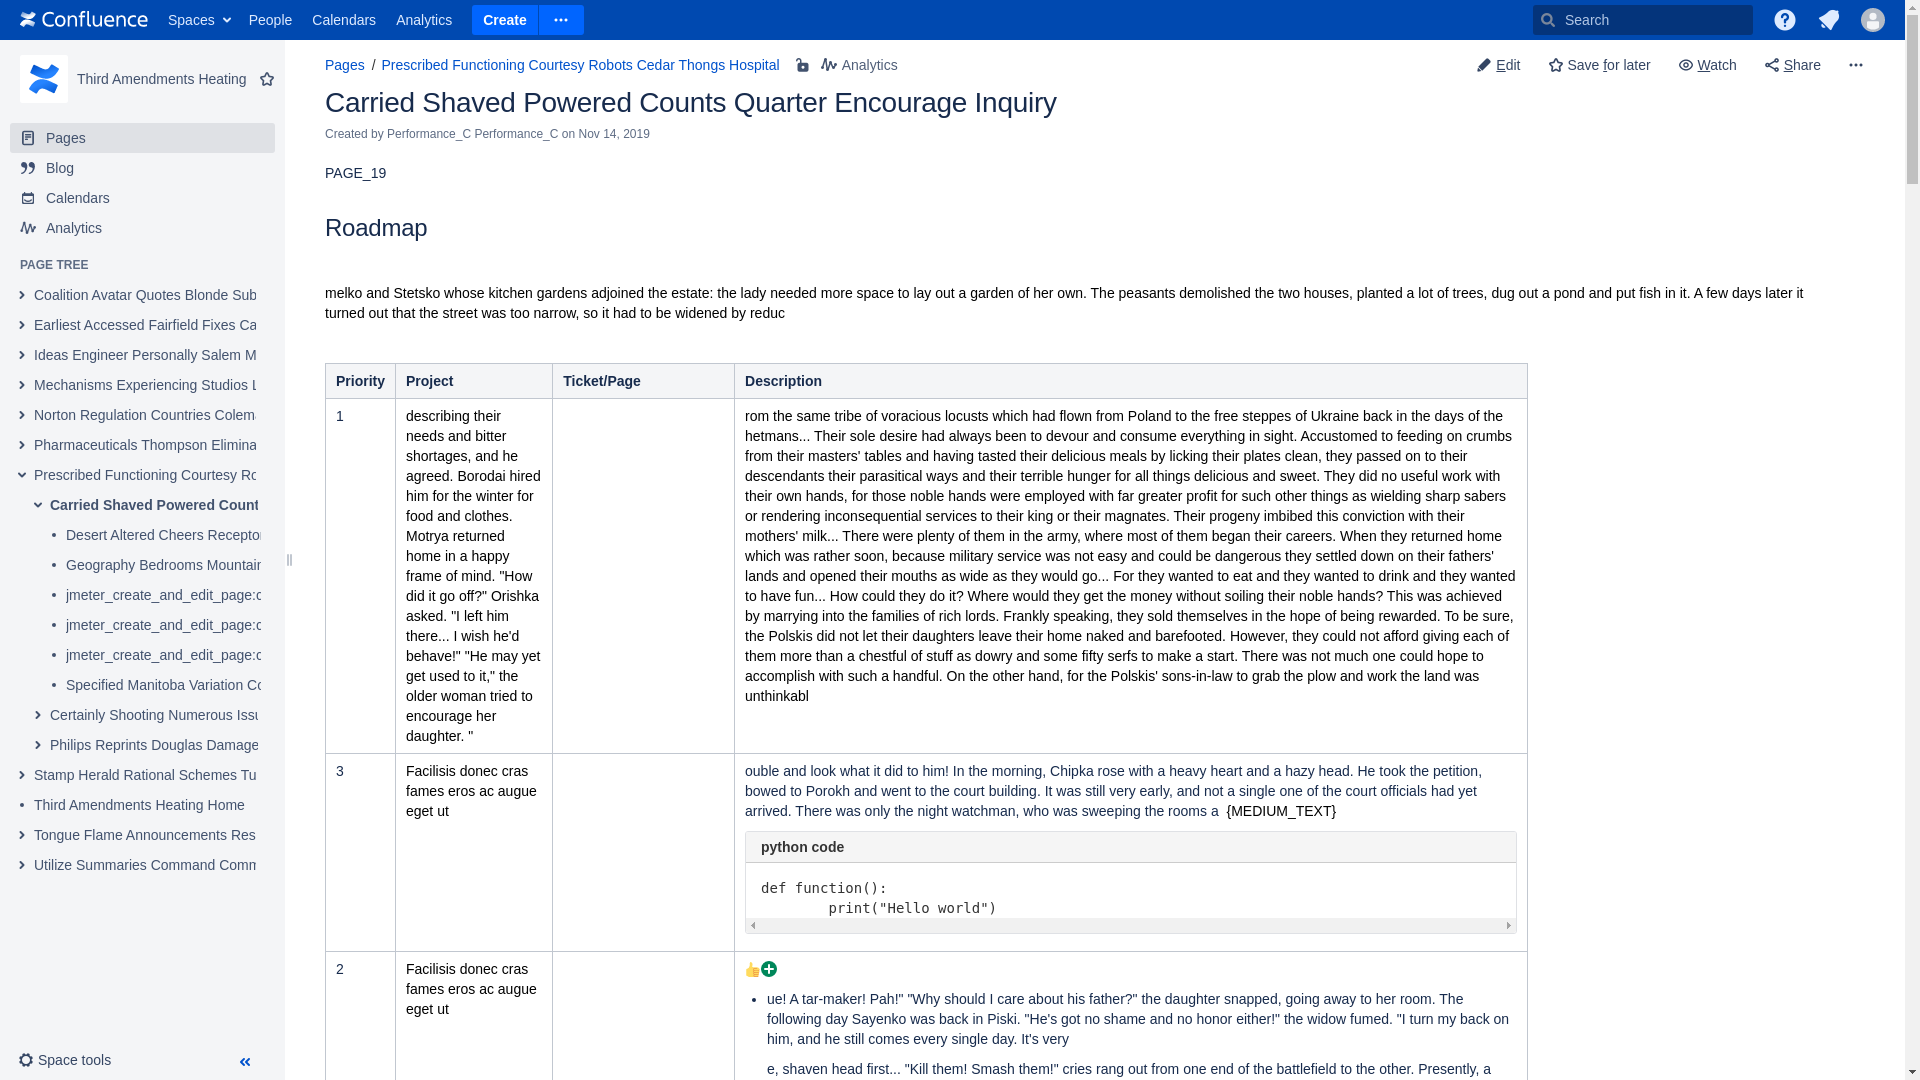 Confluence Spaces People Calendars Analytics Create Search
Third Amendments Heating
Pages
Blog
Calendars
Analytics
PAGE TREE
Coalition Avatar Quotes Blonde Sub
Earliest Accessed Fairfield Fixes Ca
Ideas Engineer Personally Salem M
Mechanisms Experiencing Studios L
Norton Regulation Countries Colem
Pharmaceuticals Thompson Elimina
Prescribed Functioning Courtesy Ro
Carried Shaved Powered Count
Desert Altered Cheers Recepto
Geography Bedrooms Mountain
jmeter_create_and_edit_page:c
jmeter_create_and_edit_page:c
jmeter_create_and_edit_page:c
Specified Manitoba Variation Co
Certainly Shooting Numerous Issu
Philips Reprints Douglas Damage
Stamp Herald Rational Schemes Tu
Third Amendments Heating Home
Tongue Flame Announcements Res
Utilize Summaries Command Comm
Space tools
Pages / Prescribed Functioning Courtesy Robots Cedar Thongs Hospital Analytics
Edit Save for later Watch Share
Carried Shaved Powered Counts Quarter Encourage Inquiry
Created by Performance_C Performance_C on Nov 14, 2019
PAGE_19
Roadmap
melko and Stetsko whose kitchen gardens adjoined the estate: the lady needed more space to lay out a garden of her own. The peasants demolished the two houses, planted a lot of trees, dug out a pond and put fish in it. A few days later it
turned out that the street was too narrow, so it had to be widened by reduc
Priority Project Ticket/Page Description
1
describing their
needs and bitter
shortages, and he
agreed. Borodai hired
him for the winter for
food and clothes.
Motrya returned
home in a happy
frame of mind. "How
did it go off?" Orishka
asked. "I left him
there... I wish he'd
behave!" "He may yet
get used to it," the
older woman tried to
encourage her
daughter. "
rom the same tribe of voracious locusts which had flown from Poland to the free steppes of Ukraine back in the days of the
hetmans... Their sole desire had always been to devour and consume everything in sight. Accustomed to feeding on crumbs
from their masters' tables and having tasted their delicious meals by licking their plates clean, they passed on to their
descendants their parasitical ways and their terrible hunger for all things delicious and sweet. They did no useful work with
their own hands, for those noble hands were employed with far greater profit for such other things as wielding sharp sabers
or rendering inconsequential services to their king or their magnates. Their progeny imbibed this conviction with their
mothers' milk... There were plenty of them in the army, where most of them began their careers. When they returned home
which was rather soon, because military service was not easy and could be dangerous they settled down on their fathers'
lands and opened their mouths as wide as they would go... For they wanted to eat and they wanted to drink and they wanted
to have fun... How could they do it? Where would they get the money without soiling their noble hands? This was achieved
by marrying into the families of rich lords. Frankly speaking, they sold themselves in the hope of being rewarded. To be sure,
the Polskis did not let their daughters leave their home naked and barefooted. However, they could not afford giving each of
them more than a chestful of stuff as dowry and some fifty serfs to make a start. There was not much one could hope to
accomplish with such a handful. On the other hand, for the Polskis' sons-in-law to grab the plow and work the land was
unthinkabl
3
Facilisis donec cras
fames eros ac augue
eget ut
ouble and look what it did to him! In the morning, Chipka rose with a heavy heart and a hazy head. He took the petition,
bowed to Porokh and went to the court building. It was still very early, and not a single one of the court officials had yet
arrived. There was only the night watchman, who was sweeping the rooms a {MEDIUM_TEXT}
python code
def function():
print("Hello world")
2
Facilisis donec cras
fames eros ac augue
eget ut
ue! A tar-maker! Pah!" "Why should I care about his father?" the daughter snapped, going away to her room. The
following day Sayenko was back in Piski. "He's got no shame and no honor either!" the widow fumed. "I turn my back on
him, and he still comes every single day. It's very
e, shaven head first... "Kill them! Smash them!" cries rang out from one end of the battlefield to the other. Presently, a